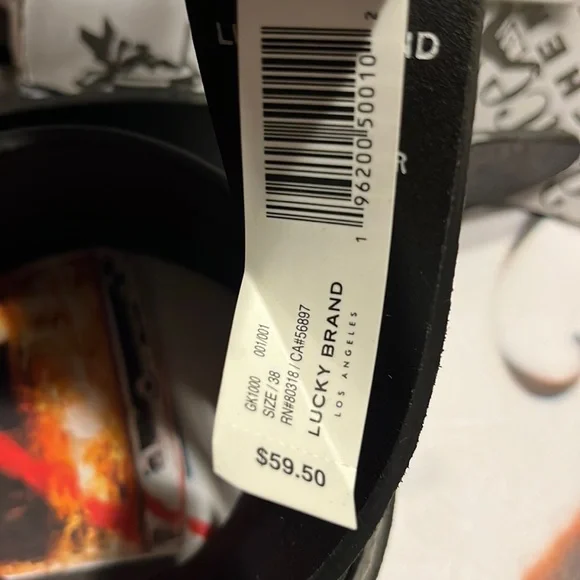 1 96200 50010 2
LUCKY BRAND
LOS ANGELES
GK1000 001/001
SIZE / 38
RN#80318 / CA#56897
$59.50